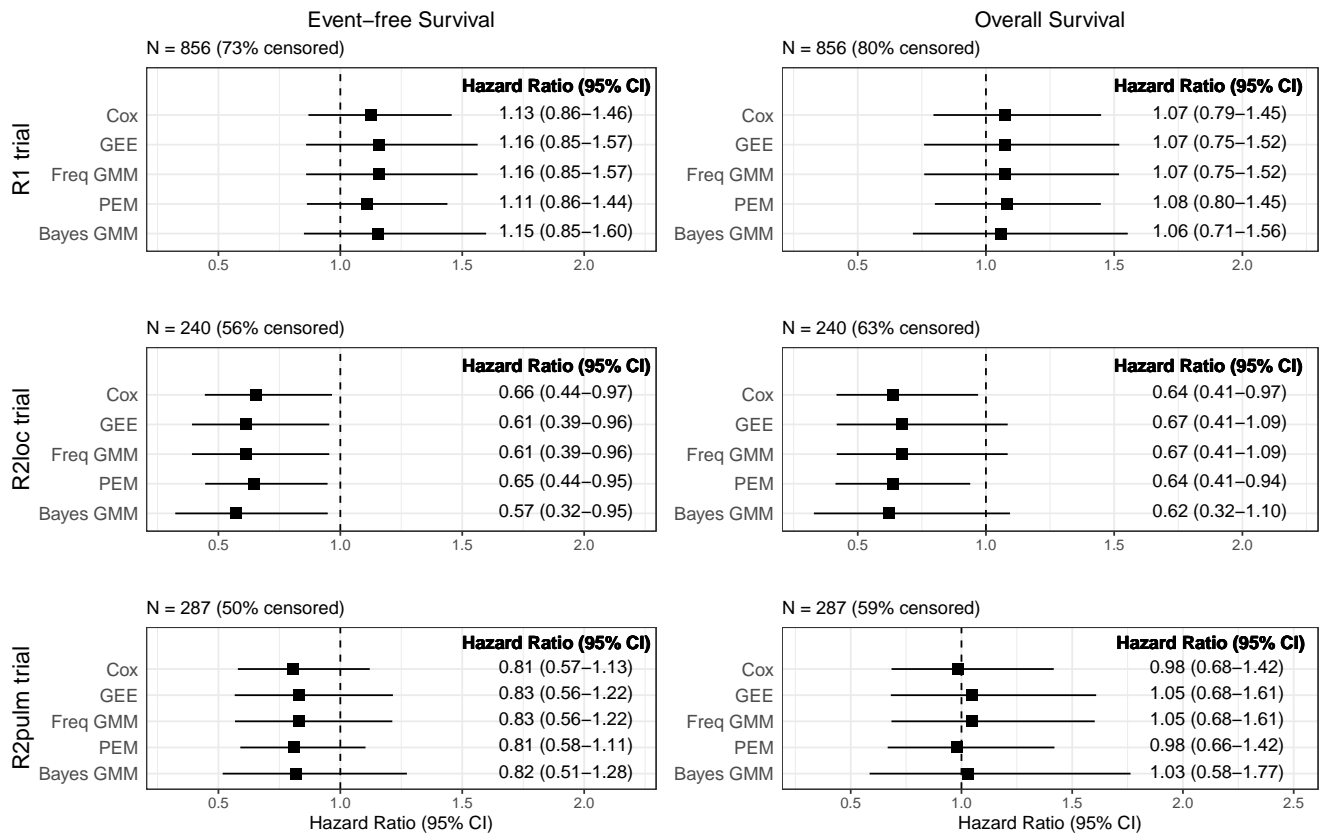 Event−free Survival
Overall Survival
R1 trial
N = 856 (73% censored)
Hazard Ratio (95% CI)
Cox 1.13 (0.86−1.46)
GEE 1.16 (0.85−1.57)
Freq GMM 1.16 (0.85−1.57)
PEM 1.11 (0.86−1.44)
Bayes GMM 1.15 (0.85−1.60)
0.5 1.0 1.5 2.0
N = 856 (80% censored)
Hazard Ratio (95% CI)
Cox 1.07 (0.79−1.45)
GEE 1.07 (0.75−1.52)
Freq GMM 1.07 (0.75−1.52)
PEM 1.08 (0.80−1.45)
Bayes GMM 1.06 (0.71−1.56)
0.5 1.0 1.5 2.0
R2loc trial
N = 240 (56% censored)
Hazard Ratio (95% CI)
Cox 0.66 (0.44−0.97)
GEE 0.61 (0.39−0.96)
Freq GMM 0.61 (0.39−0.96)
PEM 0.65 (0.44−0.95)
Bayes GMM 0.57 (0.32−0.95)
0.5 1.0 1.5 2.0
N = 240 (63% censored)
Hazard Ratio (95% CI)
Cox 0.64 (0.41−0.97)
GEE 0.67 (0.41−1.09)
Freq GMM 0.67 (0.41−1.09)
PEM 0.64 (0.41−0.94)
Bayes GMM 0.62 (0.32−1.10)
0.5 1.0 1.5 2.0
R2pulm trial
N = 287 (50% censored)
Hazard Ratio (95% CI)
Cox 0.81 (0.57−1.13)
GEE 0.83 (0.56−1.22)
Freq GMM 0.83 (0.56−1.22)
PEM 0.81 (0.58−1.11)
Bayes GMM 0.82 (0.51−1.28)
0.5 1.0 1.5 2.0
Hazard Ratio (95% CI)
N = 287 (59% censored)
Hazard Ratio (95% CI)
Cox 0.98 (0.68−1.42)
GEE 1.05 (0.68−1.61)
Freq GMM 1.05 (0.68−1.61)
PEM 0.98 (0.66−1.42)
Bayes GMM 1.03 (0.58−1.77)
0.5 1.0 1.5 2.0 2.5
Hazard Ratio (95% CI)